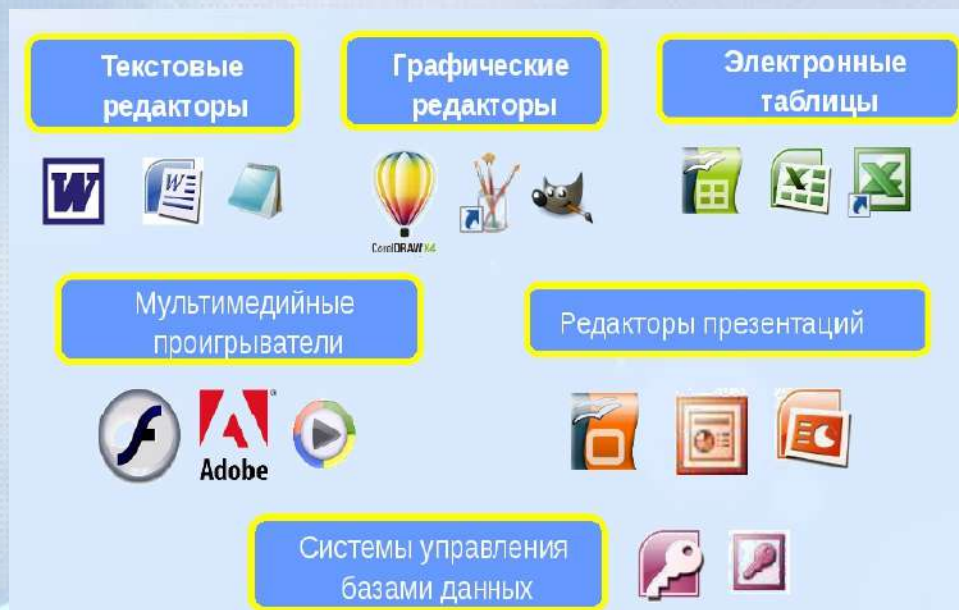 Текстовые
редакторы
Графические
редакторы
Электронные
таблицы
W
W
CorelDRAW X4
X
X
Мультимедийные
проигрыватели
Редакторы презентаций
Adobe
Системы управления
базами данных